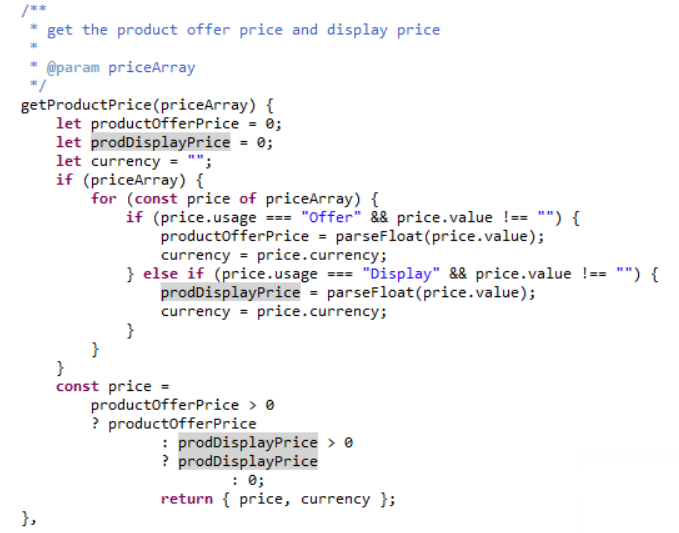 /**
 * get the product offer price and display price
 *
 * @param priceArray
 */
getProductPrice(priceArray) {
    let productOfferPrice = 0;
    let prodDisplayPrice = 0;
    let currency = "";
    if (priceArray) {
        for (const price of priceArray) {
            if (price.usage === "Offer" && price.value !== "") {
                productOfferPrice = parseFloat(price.value);
                currency = price.currency;
            } else if (price.usage === "Display" && price.value !== "") {
                prodDisplayPrice = parseFloat(price.value);
                currency = price.currency;
            }
        }
    }
    const price =
        productOfferPrice > 0
        ? productOfferPrice
                : prodDisplayPrice > 0
                ? prodDisplayPrice
                        : 0;
                return { price, currency };
},